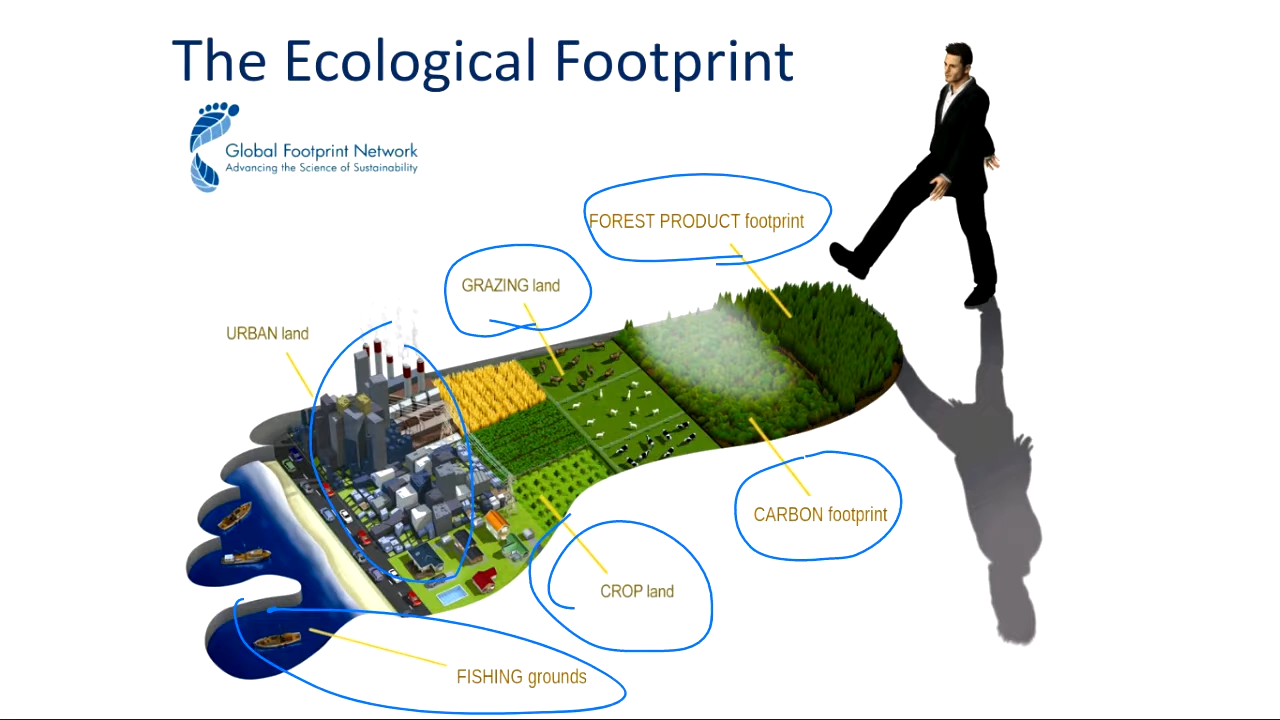 The Ecological Footprint
Global Footprint Network
Advancing the Science of Sustainability
FOREST PRODUCT footprint
GRAZING land
URBAN land
CARBON footprint
CROP land
FISHING grounds